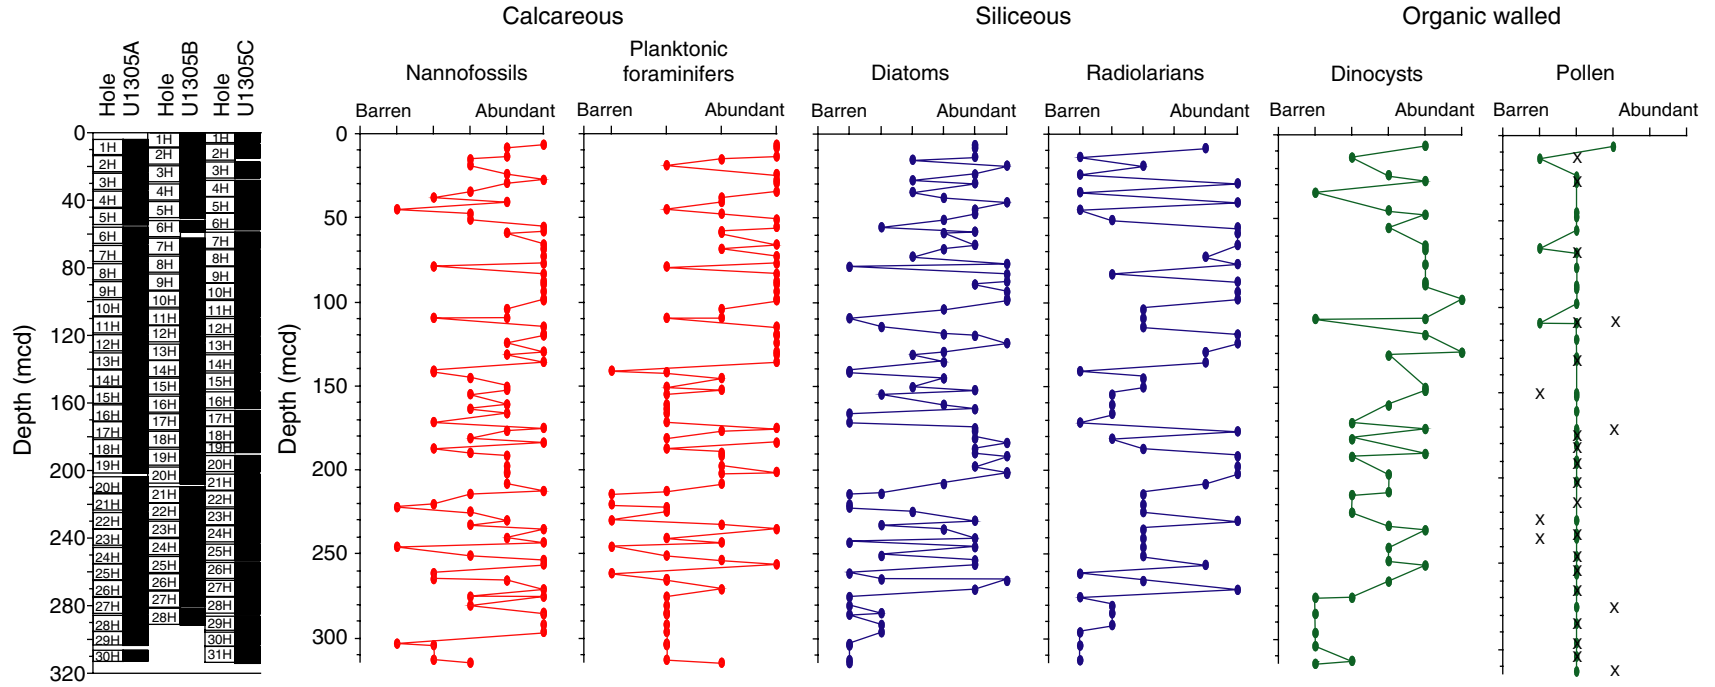 Calcareous
Siliceous
Organic walled
Hole
U1305A
Hole
U1305B
Hole
U1305C
Nannofossils
Planktonic
foraminifers
Diatoms
Radiolarians
Dinocysts
Pollen
Barren Abundant
Barren Abundant
Barren Abundant
Barren Abundant
Barren Abundant
Barren Abundant
Depth (mcd)
0
40
80
120
160
200
240
280
320
1H
2H
3H
4H
5H
6H
7H
8H
9H
10H
11H
12H
13H
14H
15H
16H
17H
18H
19H
20H
21H
22H
23H
24H
25H
26H
27H
28H
29H
30H
1H
2H
3H
4H
5H
6H
7H
8H
9H
10H
11H
12H
13H
14H
15H
16H
17H
18H
19H
20H
21H
22H
23H
24H
25H
26H
27H
28H
1H
2H
3H
4H
5H
6H
7H
8H
9H
10H
11H
12H
13H
14H
15H
16H
17H
18H
19H
20H
21H
22H
23H
24H
25H
26H
27H
28H
29H
30H
31H
Depth (mcd)
0
50
100
150
200
250
300